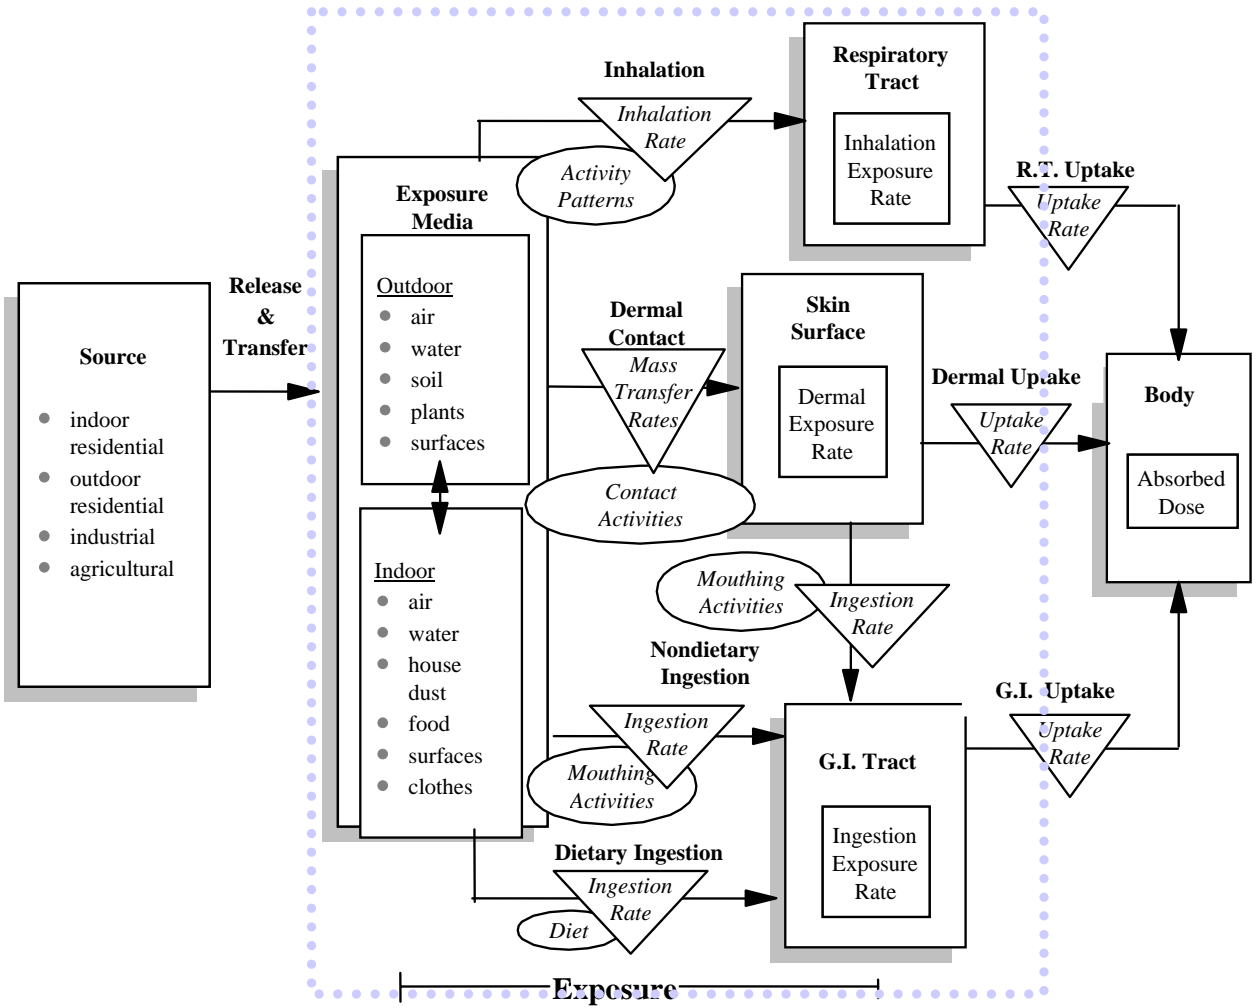 Source
indoor
residential
outdoor
residential
industrial
agricultural
Release
&
Transfer
Exposure
Media
Outdoor
air
water
soil
plants
surfaces
Indoor
air
water
house
dust
food
surfaces
clothes
Inhalation
Inhalation
Rate
Activity
Patterns
Respiratory
Tract
Inhalation
Exposure
Rate
R.T. Uptake
Uptake
Rate
Dermal
Contact
Mass
Transfer
Rates
Contact
Activities
Skin
Surface
Dermal
Exposure
Rate
Dermal Uptake
Uptake
Rate
Body
Absorbed
Dose
Mouthing
Activities
Ingestion
Rate
Nondietary
Ingestion
Ingestion
Rate
Mouthing
Activities
G.I. Tract
Ingestion
Exposure
Rate
G.I. Uptake
Uptake
Rate
Dietary Ingestion
Ingestion
Rate
Diet
Exposure